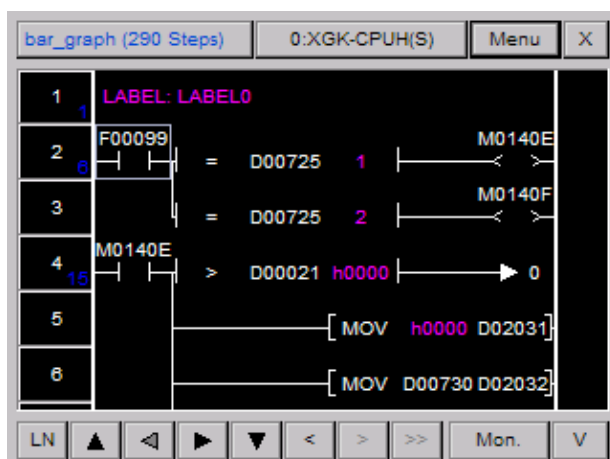 bar_graph (290 Steps) 0:XGK-CPUH(S) Menu X
1 1 LABEL: LABEL0
F00099 M0140E
2 6 = D00725 1
M0140F
3 = D00725 2
M0140E
4 15 > D00021 h0000 0
5 MOV h0000 D02031
6 MOV D00730 D02032
LN < > >> Mon. V